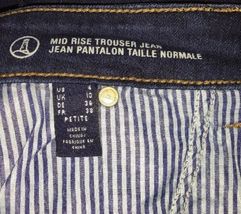 MID RISE TROUSER JEAN
JEAN PANTALON TAILLE NORMALE
US 4
UK 10
DE 36
FR 38
PETITE
MADE IN
CHINA/
FABRIQUÉ EN
CHINE